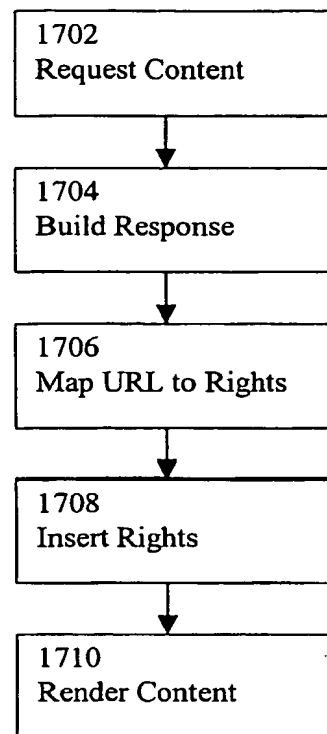 1702
Request Content
1704
Build Response
1706
Map URL to Rights
1708
Insert Rights
1710
Render Content